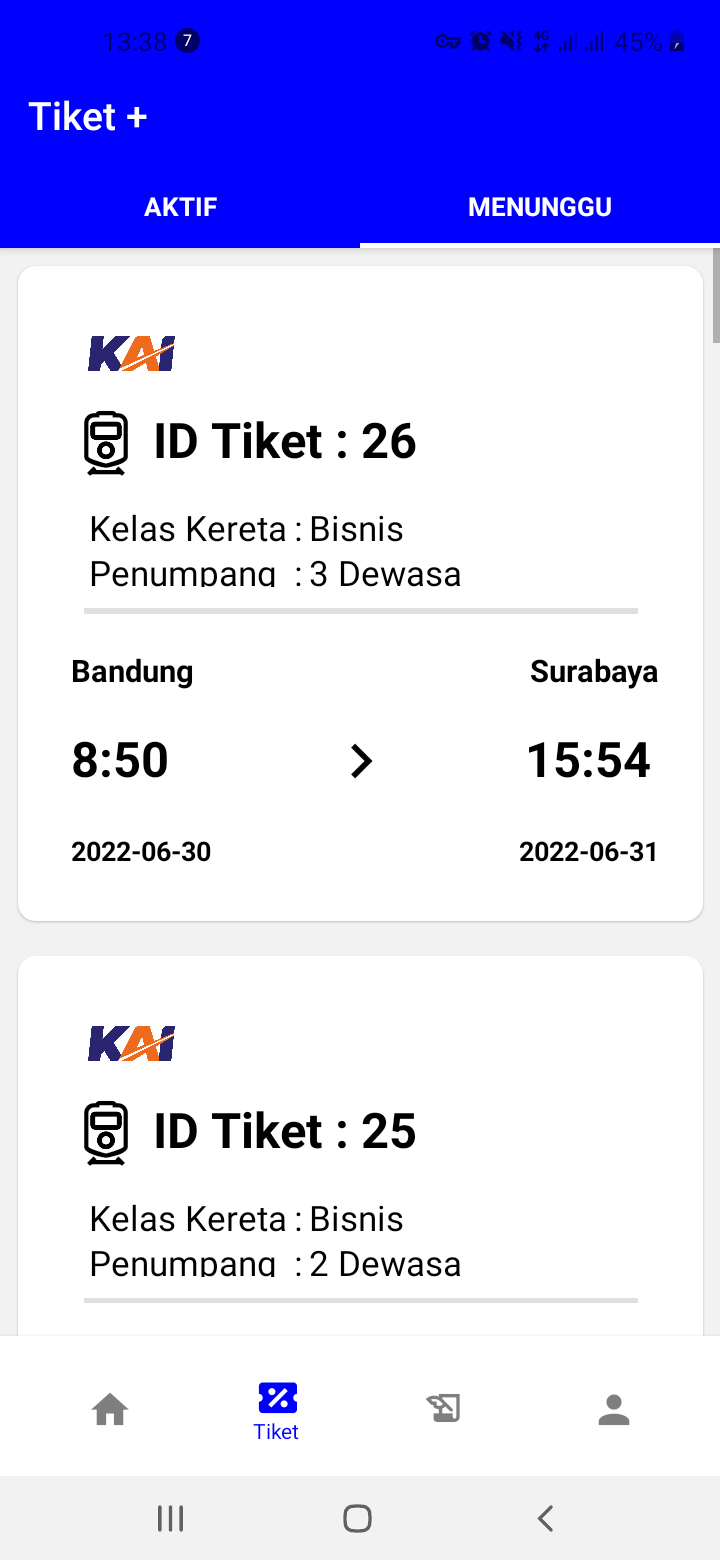 13:38 7 4G 45%
Tiket +
AKTIF MENUNGGU
KAI
ID Tiket : 26
Kelas Kereta : Bisnis
Penumpang : 3 Dewasa
Bandung Surabaya
8:50 15:54
2022-06-30 2022-06-31
KAI
ID Tiket : 25
Kelas Kereta : Bisnis
Penumpang : 2 Dewasa
Tiket